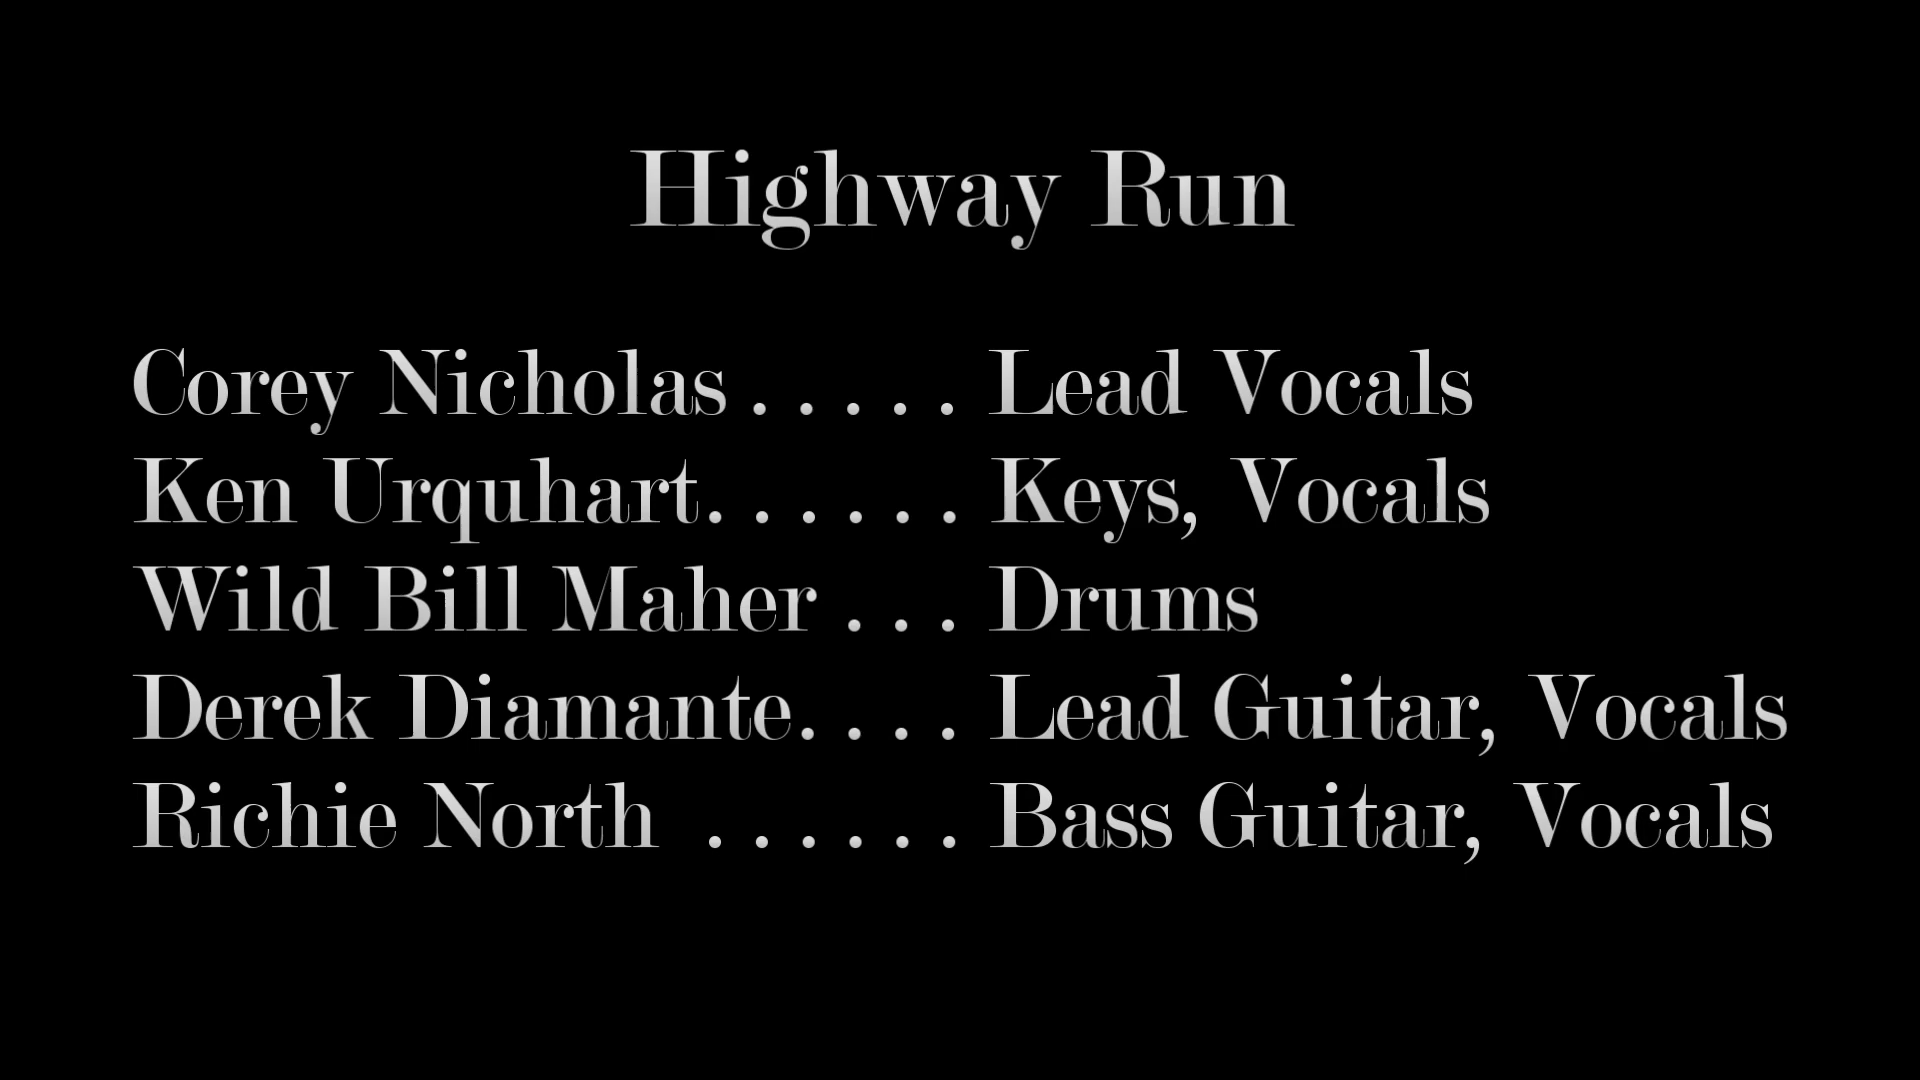 Highway Run
Corey Nicholas . . . . . Lead Vocals
Ken Urquhart. . . . . . Keys, Vocals
Wild Bill Maher . . . Drums
Derek Diamante. . . . Lead Guitar, Vocals
Richie North . . . . . . Bass Guitar, Vocals